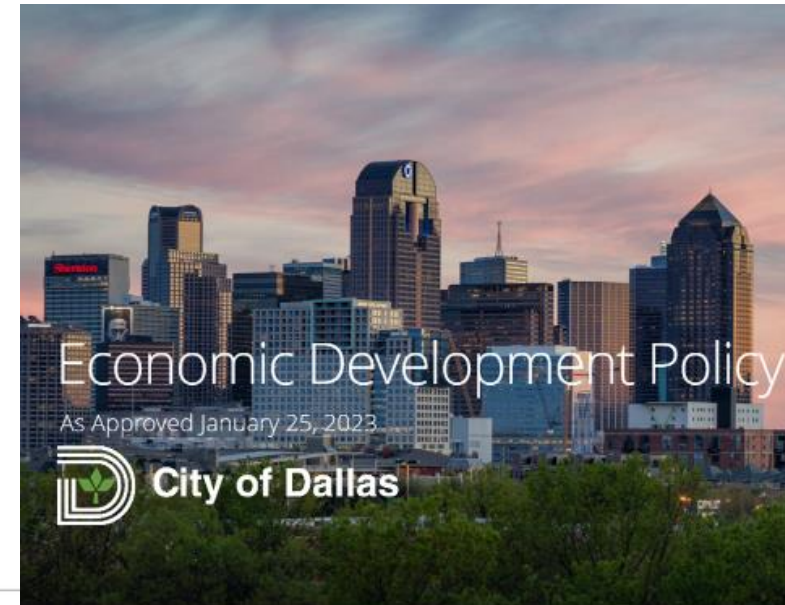 Sheraton
Economic Development Policy
As Approved January 25, 2023
City of Dallas